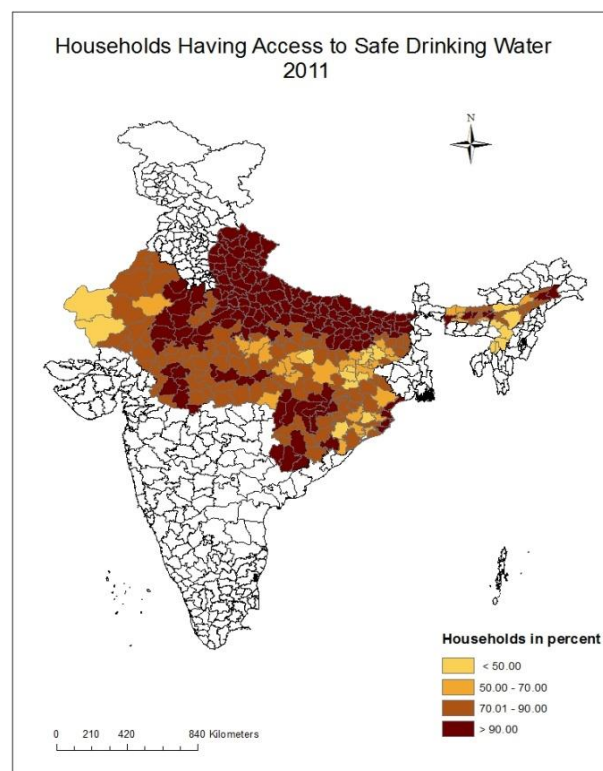 Households Having Access to Safe Drinking Water
2011
N
Households in percent
< 50.00
50.00 - 70.00
70.01 - 90.00
> 90.00
0 210 420 840 Kilometers